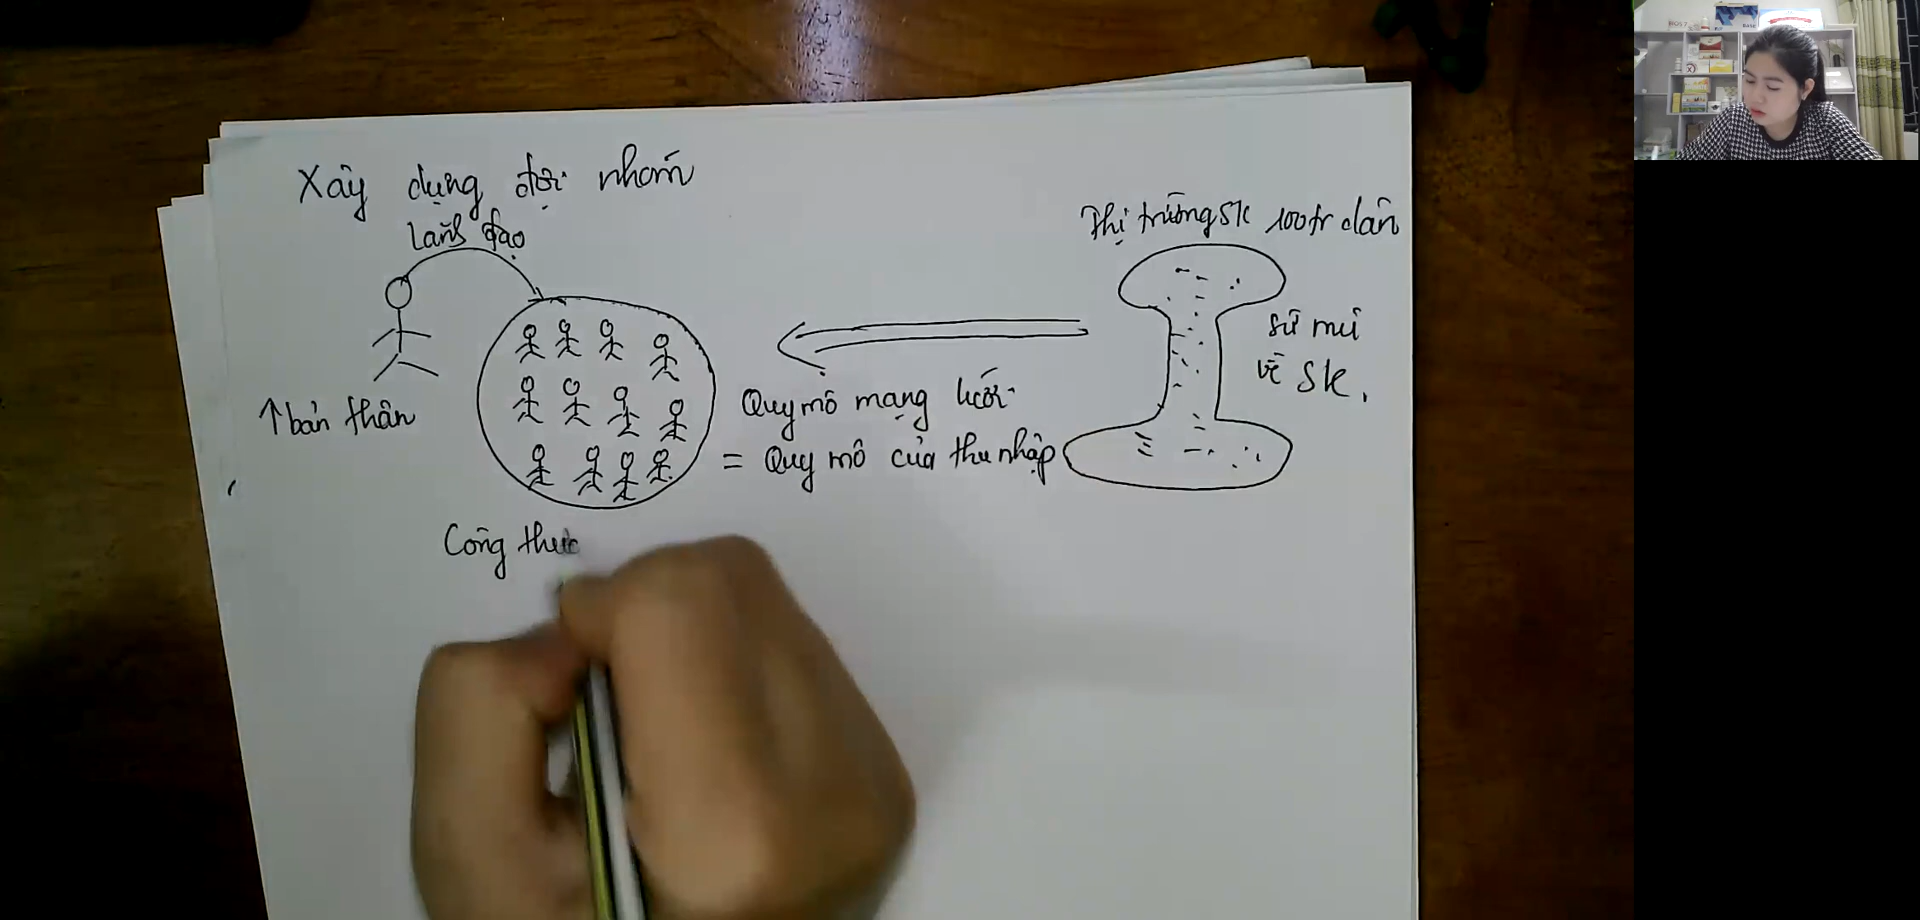 Xây dựng đội nhóm
Lãnh đạo
Thị trường SK 100tr dân
sứ mệnh
về SK.
↑ bản thân
Quy mô mạng lưới
= Quy mô của thu nhập
Công thức